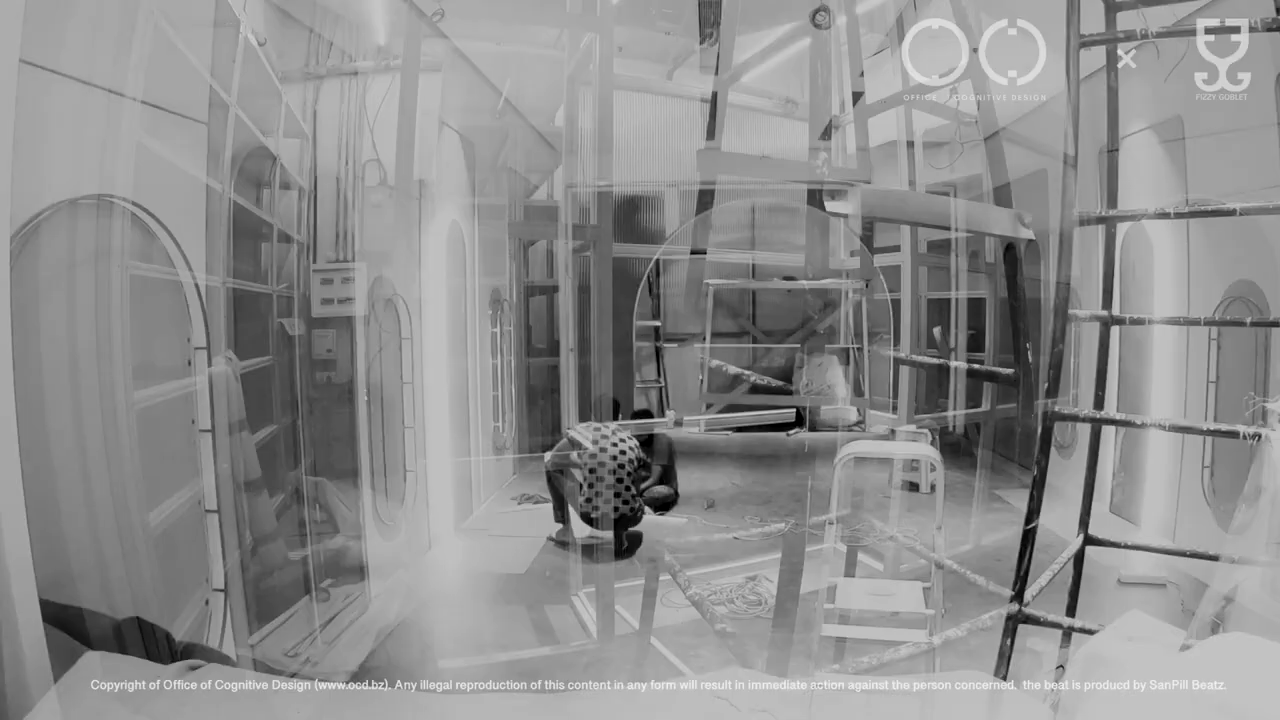 OFFICE OF COGNITIVE DESIGN
FIZZY GOBLET
Copyright of Office of Cognitive Design (www.ocd.bz). Any illegal reproduction of this content in any form will result in immediate action against the person concerned. the beat is producd by SanPill Beatz.